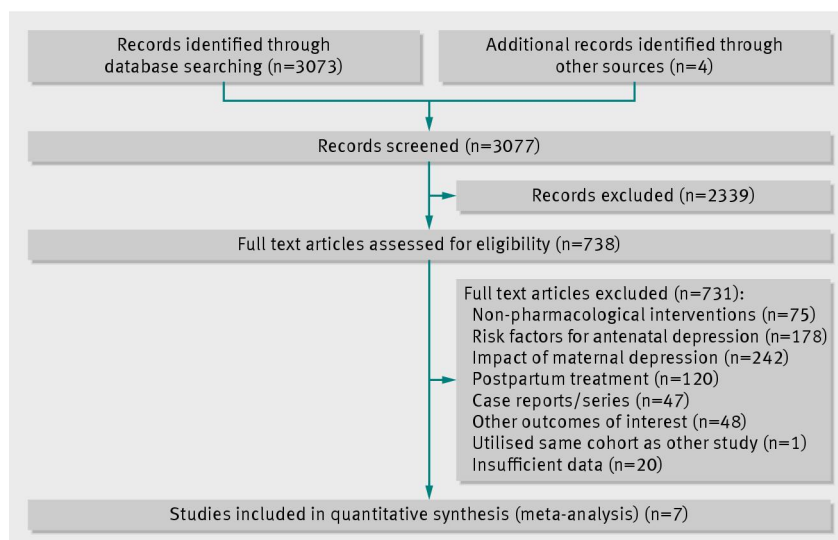 Records identified through
database searching (n=3073)
Additional records identified through
other sources (n=4)
Records screened (n=3077)
Records excluded (n=2339)
Full text articles assessed for eligibility (n=738)
Full text articles excluded (n=731):
Non-pharmacological interventions (n=75)
Risk factors for antenatal depression (n=178)
Impact of maternal depression (n=242)
Postpartum treatment (n=120)
Case reports/series (n=47)
Other outcomes of interest (n=48)
Utilised same cohort as other study (n=1)
Insufficient data (n=20)
Studies included in quantitative synthesis (meta-analysis) (n=7)